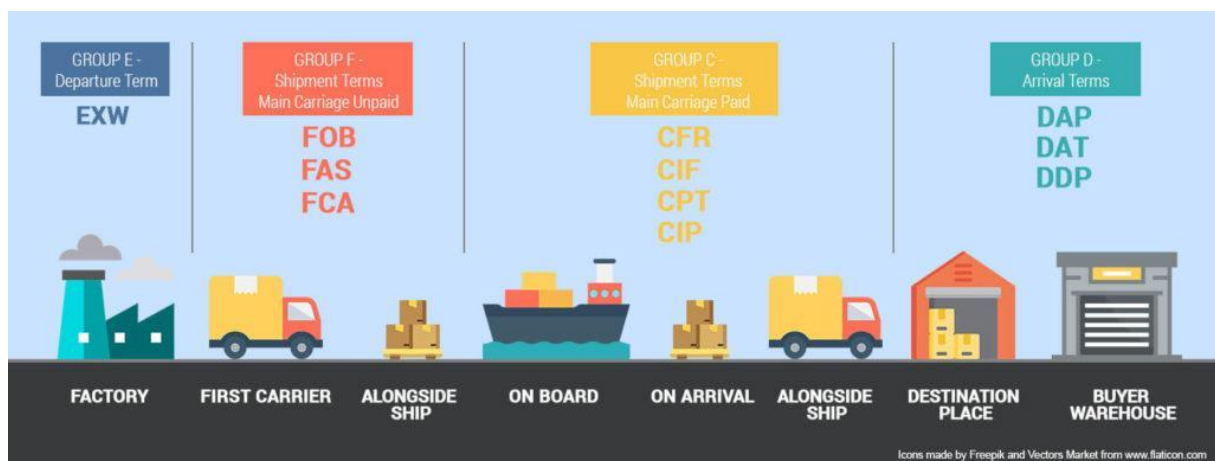 GROUP E -
Departure Term
EXW
GROUP F -
Shipment Terms
Main Carriage Unpaid
FOB
FAS
FCA
GROUP C -
Shipment Terms
Main Carriage Paid
CFR
CIF
CPT
CIP
GROUP D -
Arrival Terms
DAP
DAT
DDP
FACTORY
FIRST CARRIER
ALONGSIDE
SHIP
ON BOARD
ON ARRIVAL
ALONGSIDE
SHIP
DESTINATION
PLACE
BUYER
WAREHOUSE
Icons made by Freepik and Vectors Market from www.flaticon.com